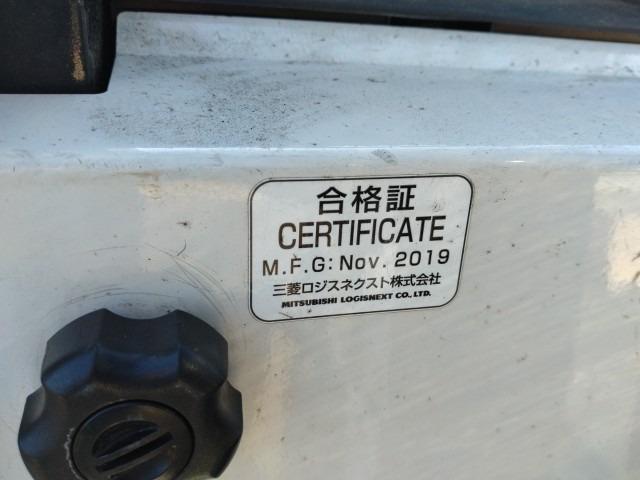 合格証
CERTIFICATE
M.F.G: Nov. 2019
三菱ロジスネクスト株式会社
MITSUBISHI LOGISNEXT CO., LTD.